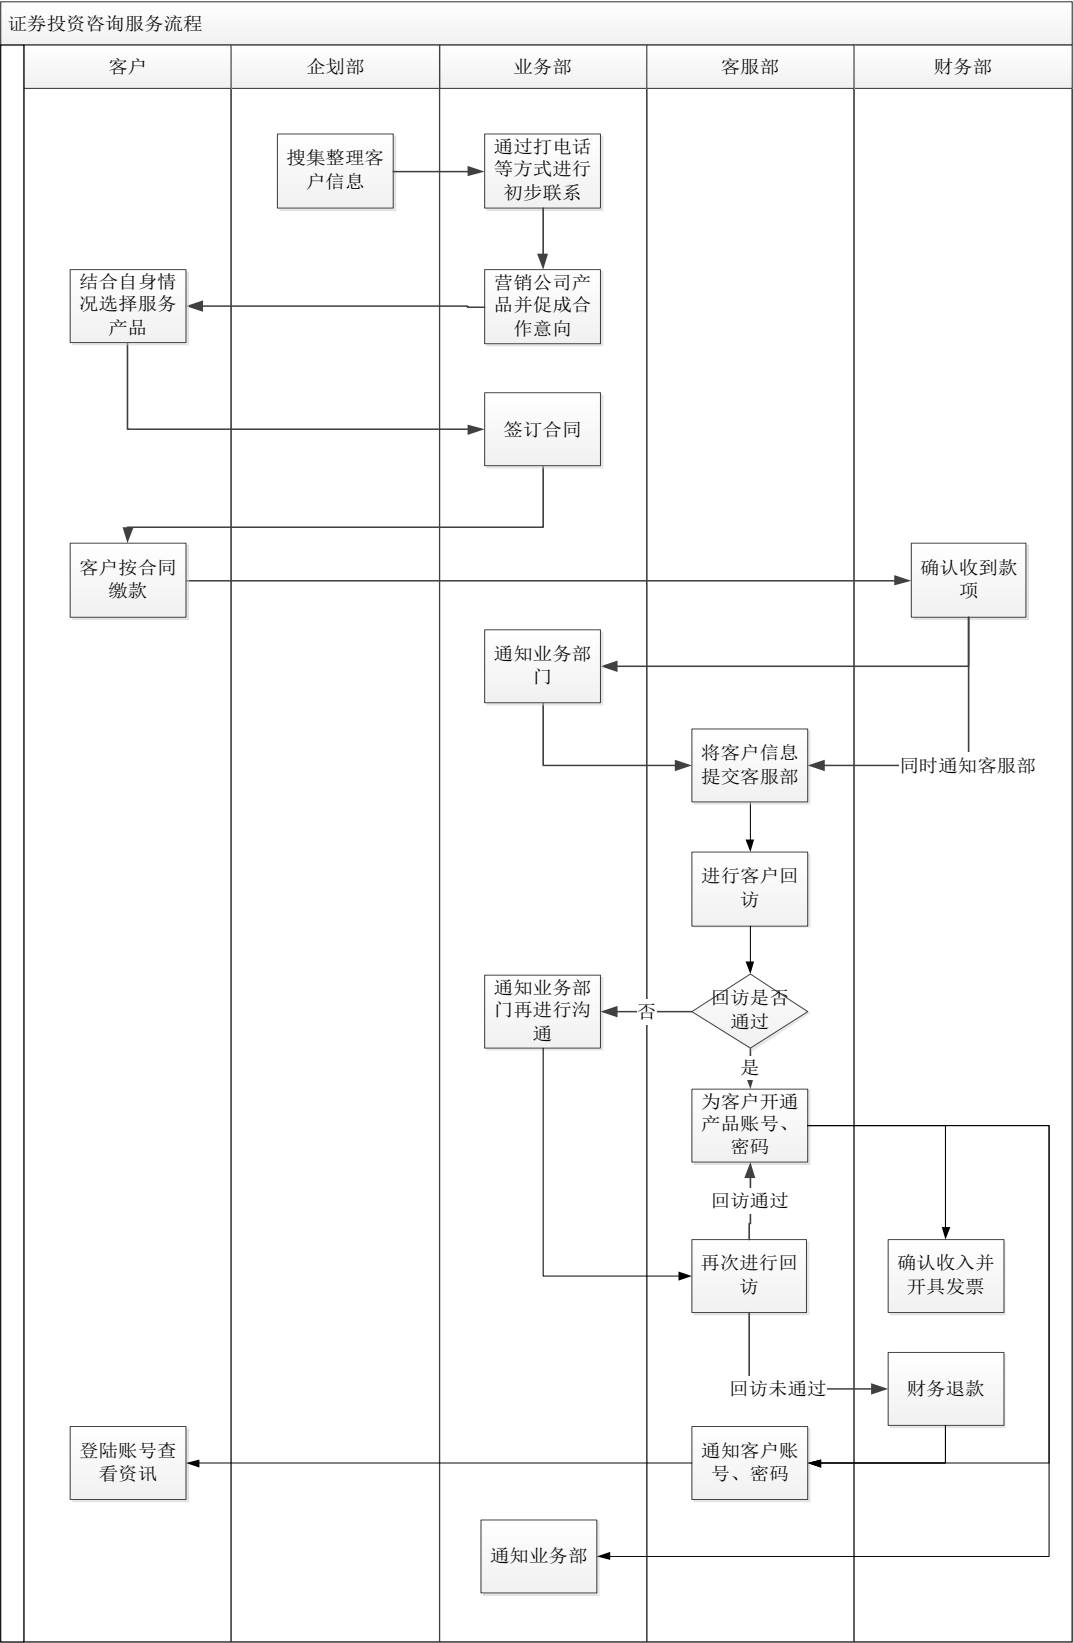 证券投资咨询服务流程
客户
企划部
业务部
客服部
财务部
搜集整理客
户信息
通过打电话
等方式进行
初步联系
结合自身情
况选择服务
产品
营销公司产
品并促成合
作意向
签订合同
客户按合同
缴款
确认收到款
项
通知业务部
门
将客户信息
提交客服部
同时通知客服部
进行客户回
访
通知业务部
门再进行沟
通
否
回访是否
通过
是
为客户开通
产品账号、
密码
回访通过
再次进行回
访
确认收入并
开具发票
回访未通过
财务退款
登陆账号查
看资讯
通知客户账
号、密码
通知业务部